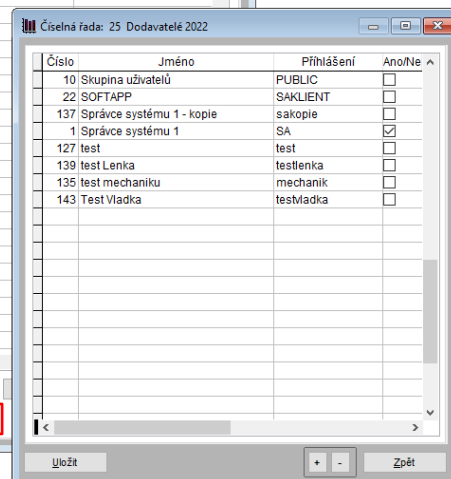 Číselná řada: 25 Dodavatelé 2022
Číslo Jméno Přihlášení Ano/Ne
10 Skupina uživatelů PUBLIC
22 SOFTAPP SAKLIENT
137 Správce systému 1 - kopie sakopie
1 Správce systému 1 SA
127 test test
139 test Lenka testlenka
135 test mechaniku mechanik
143 Test Vladka testvladka
Uložit + - Zpět